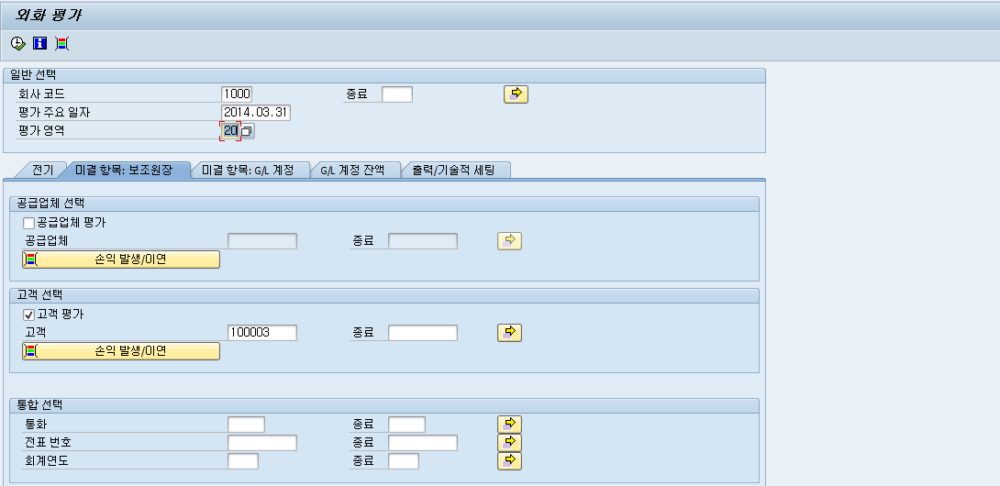 외화 평가
일반 선택
회사 코드 1000 종료
평가 주요 일자 2014.03.31
평가 영역 20
전기 미결 항목: 보조원장 미결 항목: G/L 계정 G/L 계정 잔액 출력/기술적 세팅
공급업체 선택
공급업체 평가
공급업체 종료
손익 발생/이연
고객 선택
고객 평가
고객 100003 종료
손익 발생/이연
통합 선택
통화 종료
전표 번호 종료
회계연도 종료